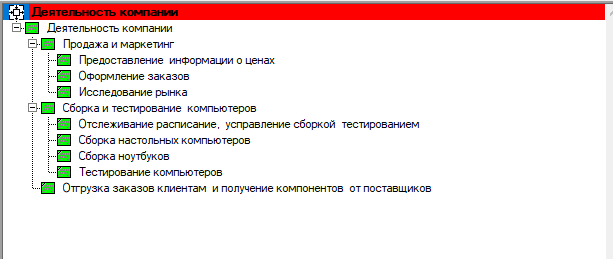 Деятельность компании
Деятельность компании
Продажа и маркетинг
Предоставление информации о ценах
Оформление заказов
Исследование рынка
Сборка и тестирование компьютеров
Отслеживание расписание, усправление сборкой тестированием
Сборка настольных компьютеров
Сборка ноутбуков
Тестирование компьютеров
Отгрузка заказов клиентам и получение компонентов от поставщиков